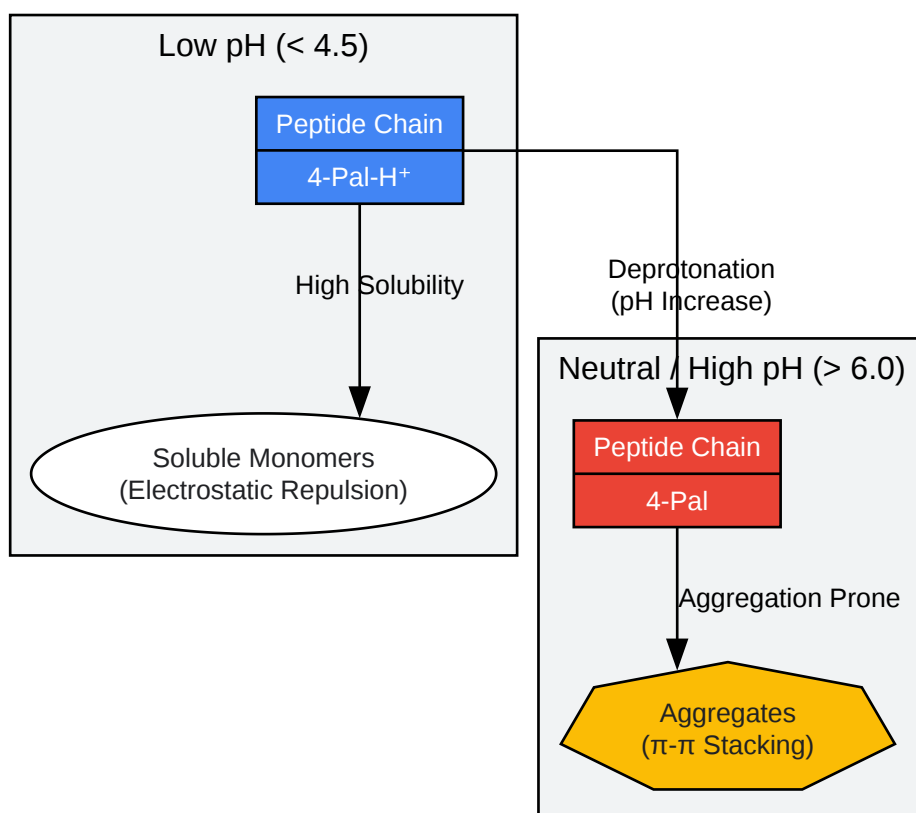 Low pH (< 4.5)
Peptide Chain
4-Pal-H⁺
High Solubility
Soluble Monomers
(Electrostatic Repulsion)
Deprotonation
(pH Increase)
Neutral / High pH (> 6.0)
Peptide Chain
4-Pal
Aggregation Prone
Aggregates
(π-π Stacking)